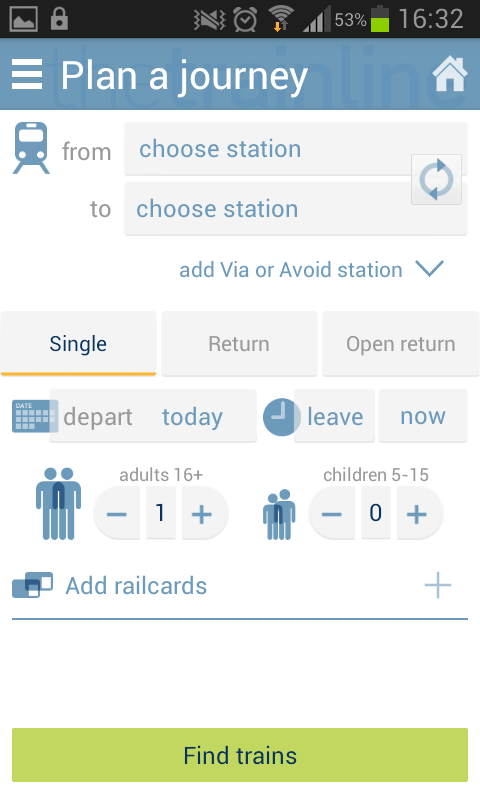 53% 16:32
Plan a journey
thetrainline
from choose station
to choose station
add Via or Avoid station
Single Return Open return
DATE
depart today leave now
adults 16+ children 5-15
1 0
Add railcards
Find trains